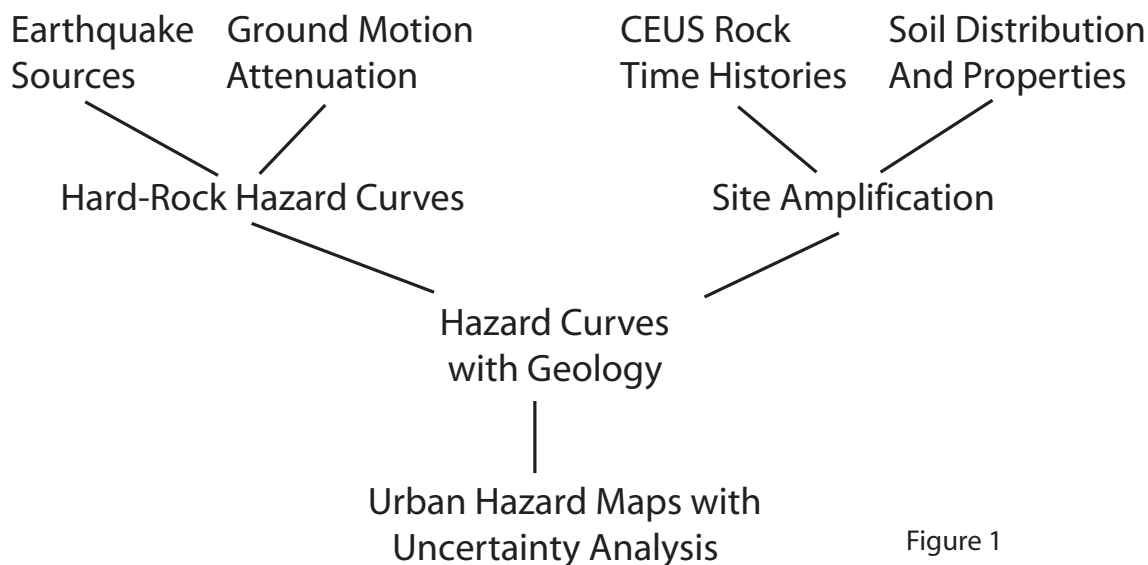 Earthquake
Sources
Ground Motion
Attenuation
CEUS Rock
Time Histories
Soil Distribution
And Properties
Hard-Rock Hazard Curves
Site Amplification
Hazard Curves
with Geology
Urban Hazard Maps with
Uncertainty Analysis
Figure 1